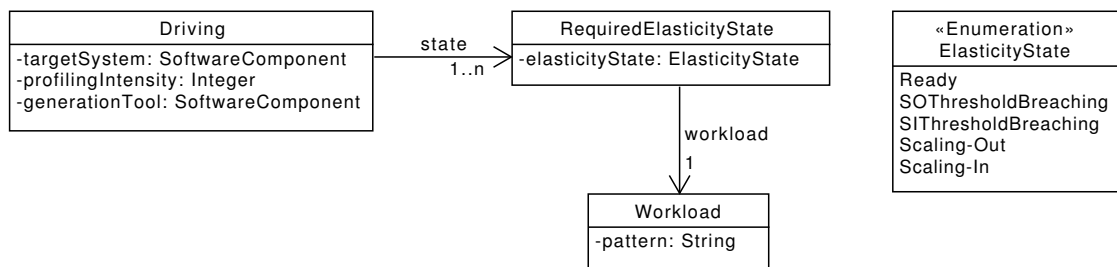 Driving
-targetSystem: SoftwareComponent
-profilingIntensity: Integer
-generationTool: SoftwareComponent
state
1..n
RequiredElasticityState
-elasticityState: ElasticityState
workload
1
Workload
-pattern: String
«Enumeration»
ElasticityState
Ready
SOThresholdBreaching
SIThresholdBreaching
Scaling-Out
Scaling-In